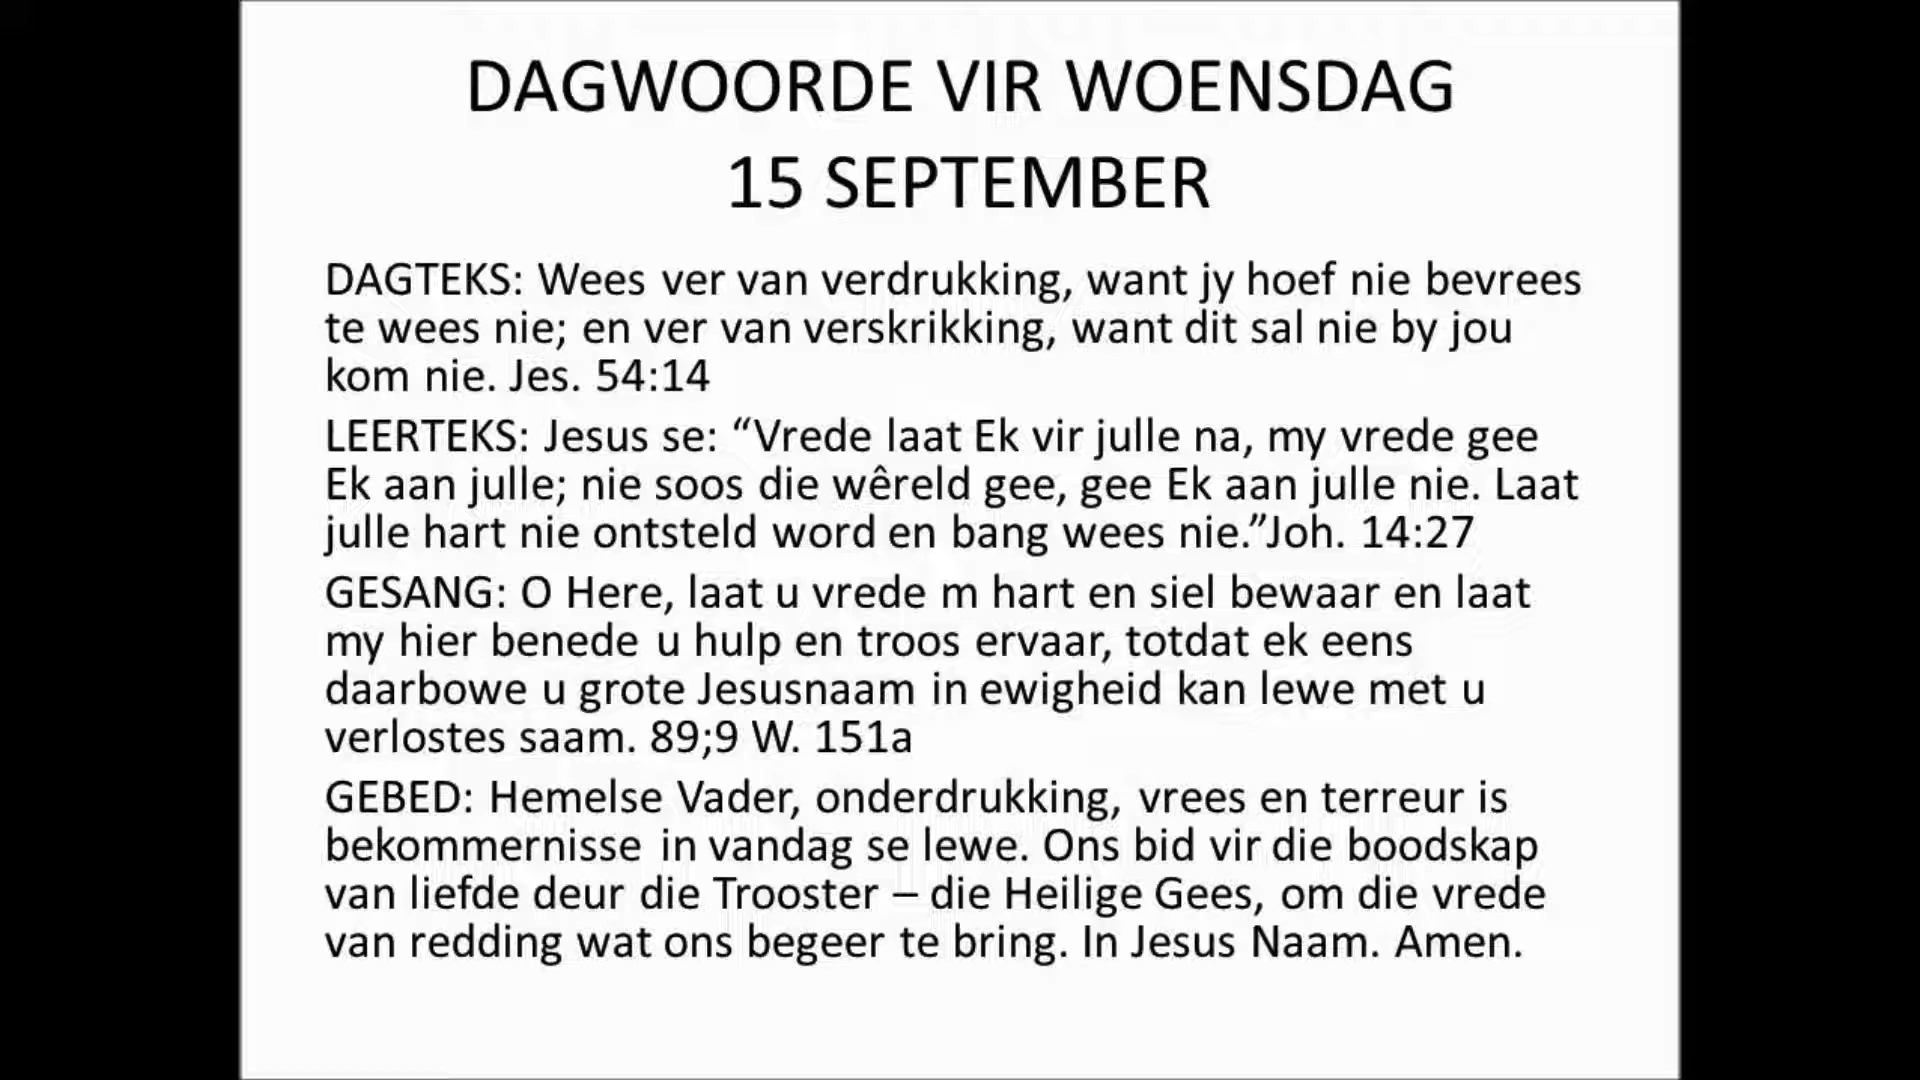 DAGWOORDE VIR WOENSDAG
15 SEPTEMBER
DAGTEKS: Wees ver van verdrukking, want jy hoef nie bevrees
te wees nie; en ver van verskrikking, want dit sal nie by jou
kom nie. Jes. 54:14
LEERTEKS: Jesus se: “Vrede laat Ek vir julle na, my vrede gee
Ek aan julle; nie soos die wêreld gee, gee Ek aan julle nie. Laat
julle hart nie ontsteld word en bang wees nie.”Joh. 14:27
GESANG: O Here, laat u vrede m hart en siel bewaar en laat
my hier benede u hulp en troos ervaar, totdat ek eens
daarbowe u grote Jesusnaam in ewigheid kan lewe met u
verlostes saam. 89;9 W. 151a
GEBED: Hemelse Vader, onderdrukking, vrees en terreur is
bekommernisse in vandag se lewe. Ons bid vir die boodskap
van liefde deur die Trooster – die Heilige Gees, om die vrede
van redding wat ons begeer te bring. In Jesus Naam. Amen.